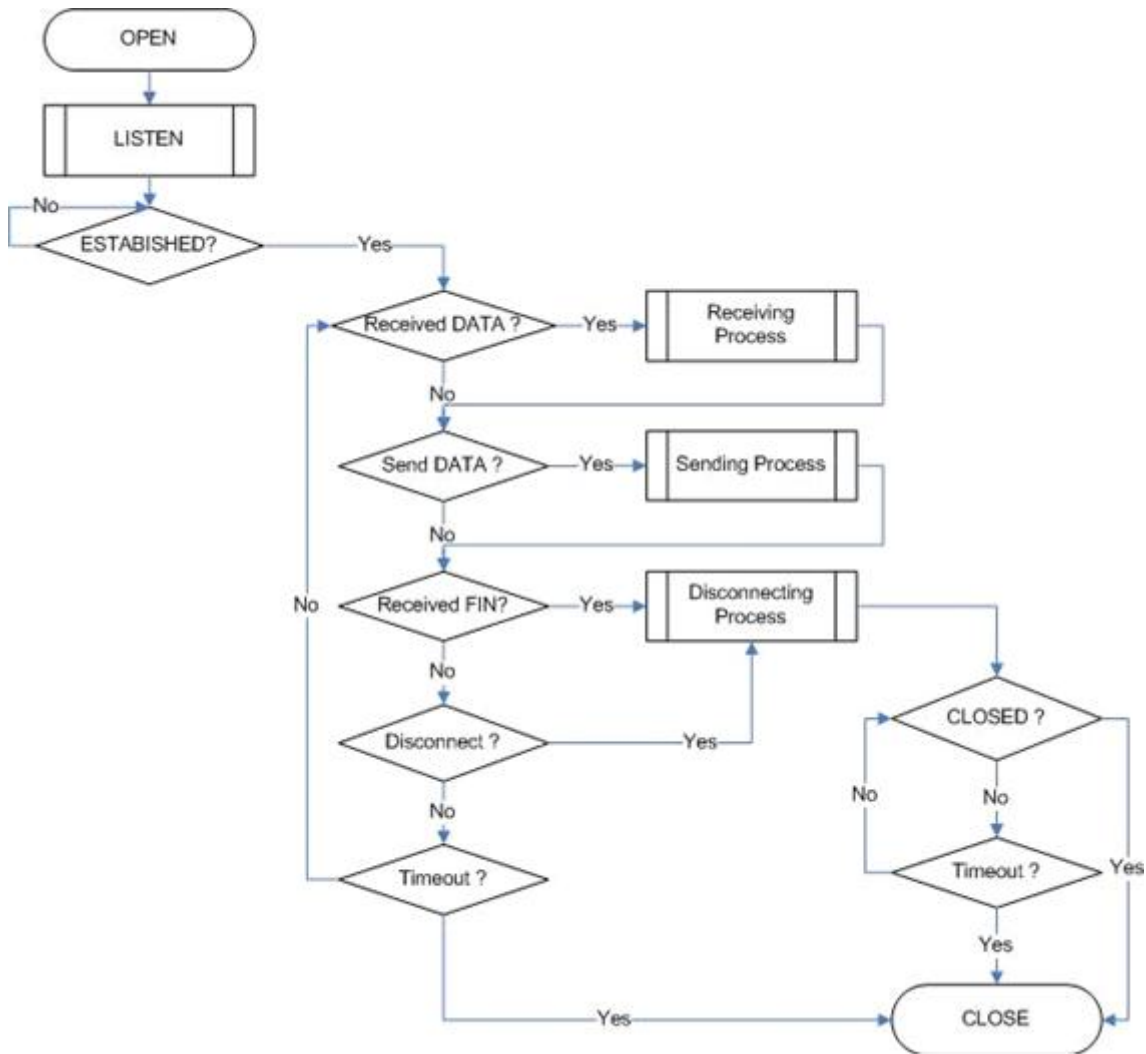 OPEN
LISTEN
No
ESTABISHED?
Yes
Received DATA ?
Yes
Receiving
Process
No
Send DATA ?
Yes
Sending Process
No
Received FIN?
Yes
Disconnecting
Process
No
No
Disconnect ?
Yes
CLOSED ?
No
No
No
Timeout ?
Timeout ?
Yes
Yes
Yes
CLOSE